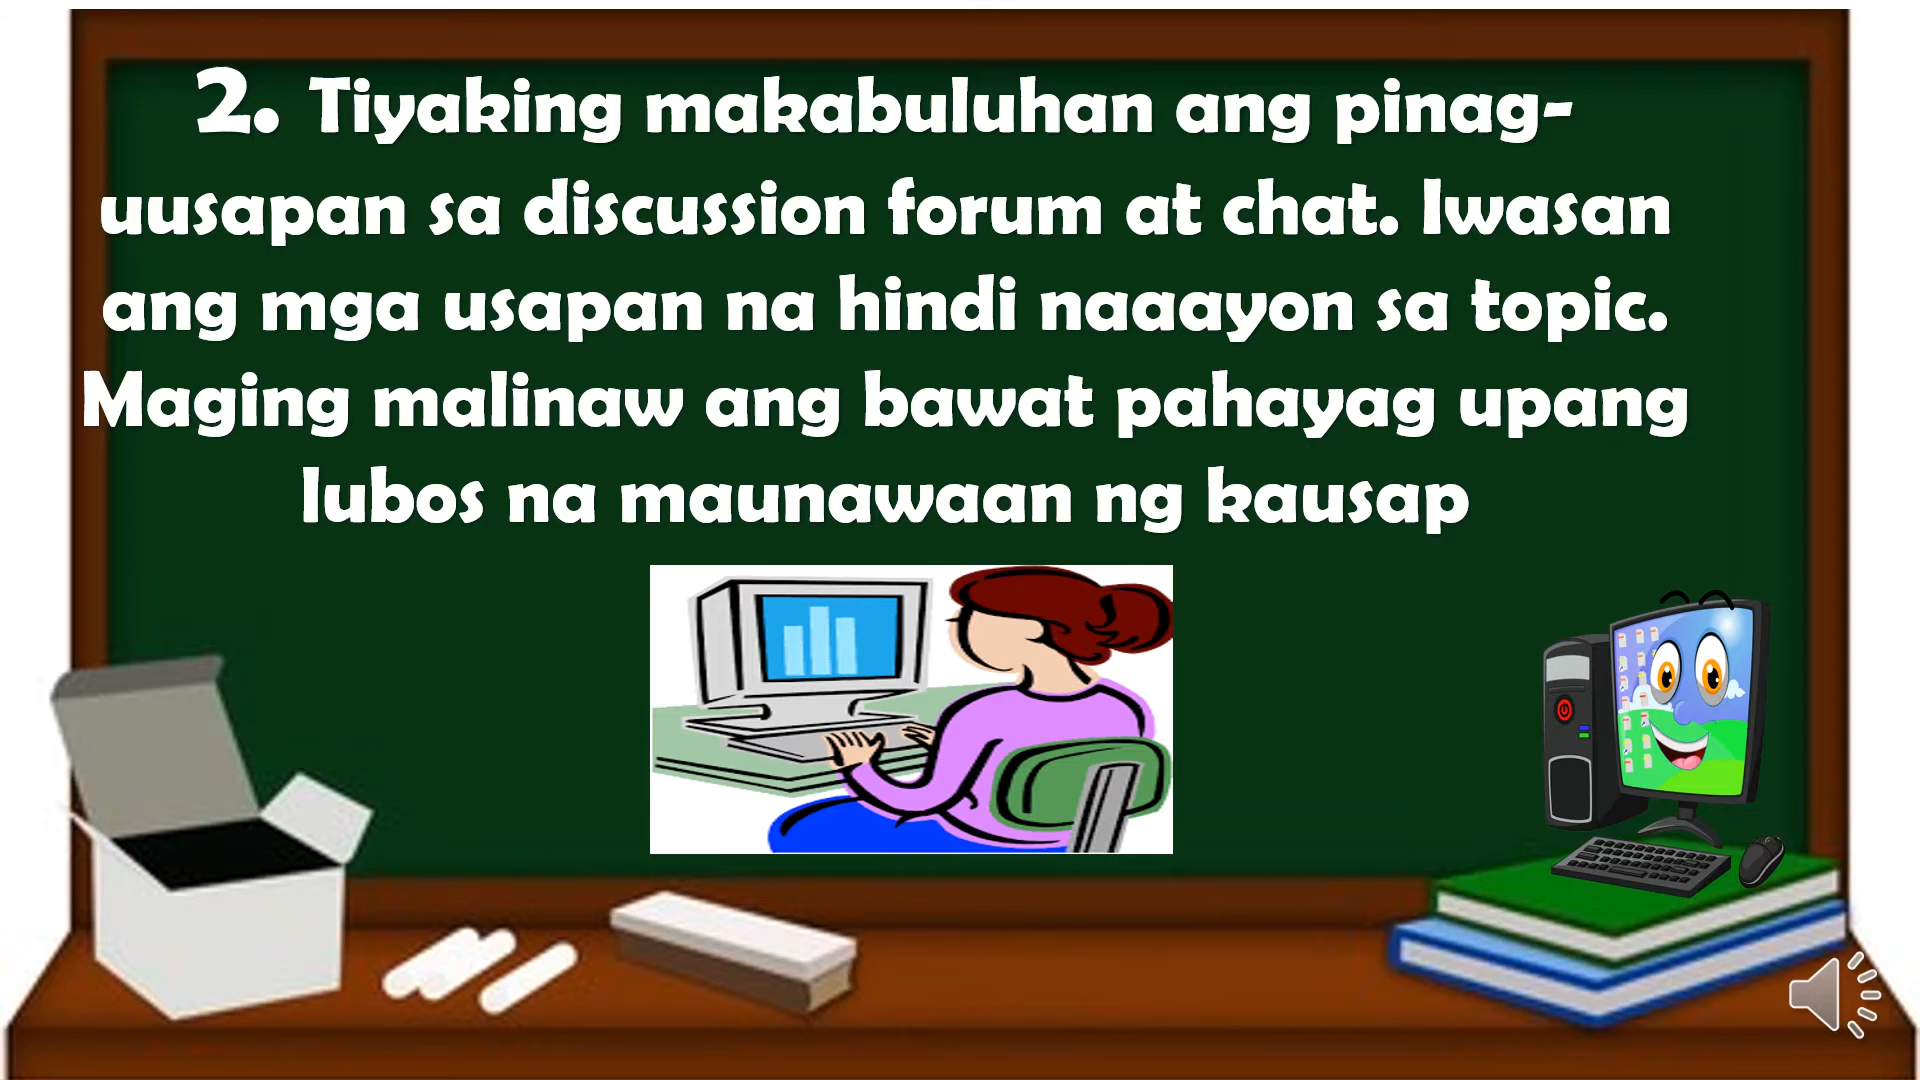 2. Tiyaking makabuluhan ang pinag-
uusapan sa discussion forum at chat. Iwasan
ang mga usapan na hindi naaayon sa topic.
Maging malinaw ang bawat pahayag upang
lubos na maunawaan ng kausap